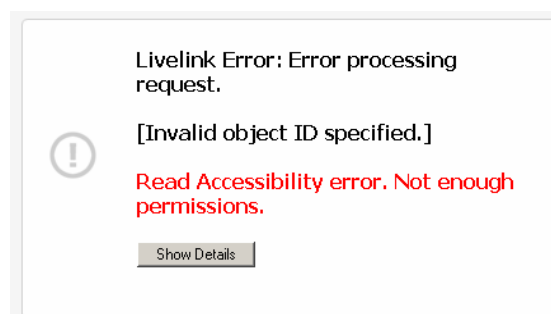 Livelink Error: Error processing
request.
[Invalid object ID specified.]
Read Accessibility error. Not enough
permissions.
Show Details